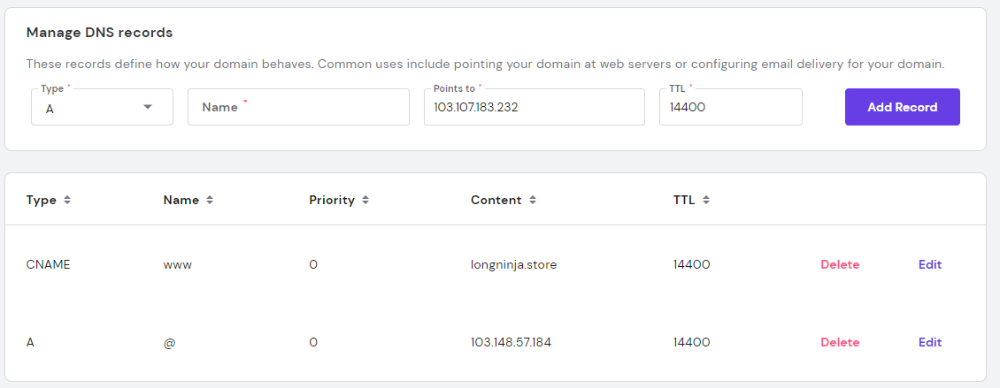 Manage DNS records
These records define how your domain behaves. Common uses include pointing your domain at web servers or configuring email delivery for your domain.
Type * Points to * TTL *
A Name * 103.107.183.232 14400 Add Record
Type Name Priority Content TTL
CNAME www 0 longninja.store 14400 Delete Edit
A @ 0 103.148.57.184 14400 Delete Edit